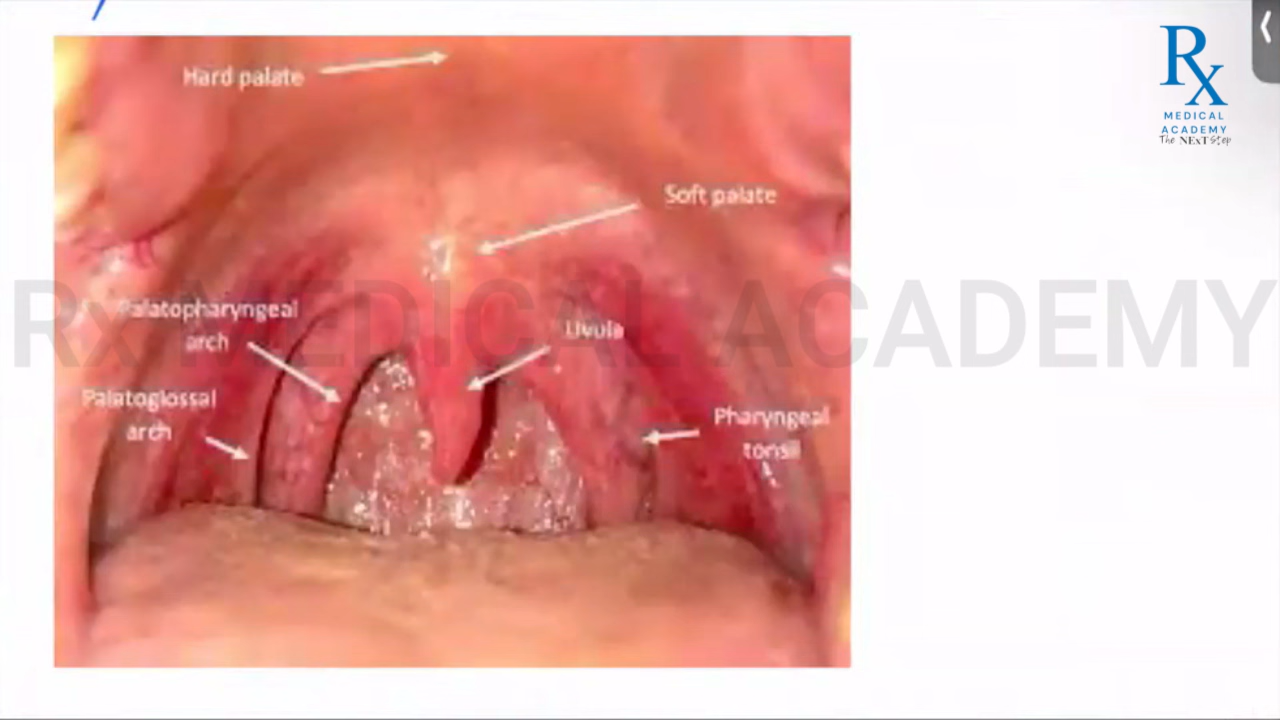 Hard palate
Soft palate
Palatopharyngeal
arch
Uvula
Palatoglossal
arch
Pharyngeal
tonsil
Rx
MEDICAL
ACADEMY
The NExT Step
Rx MEDICAL ACADEMY